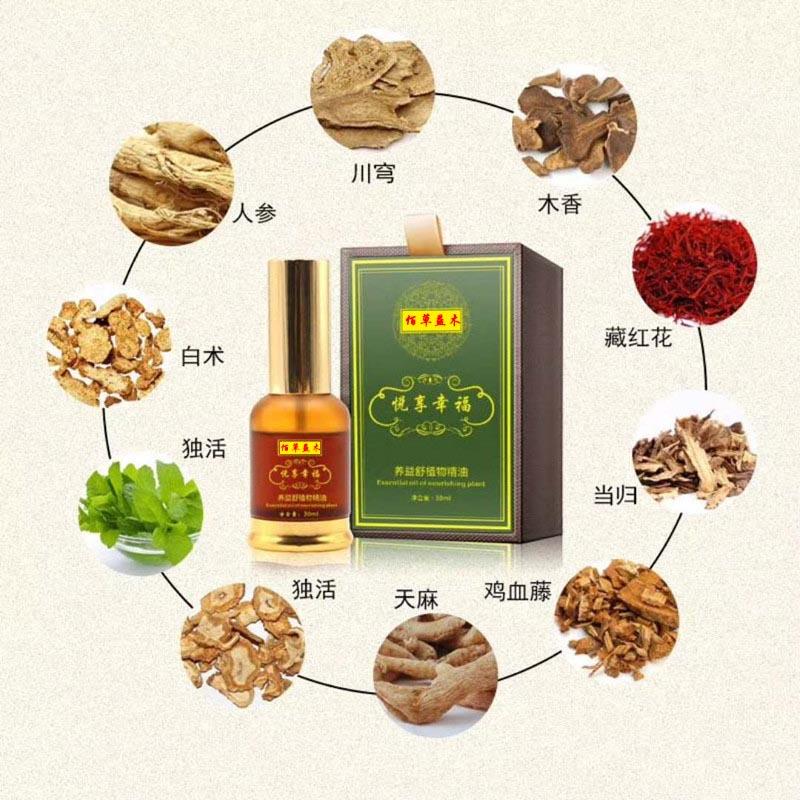 川穹
木香
人参
藏红花
白术
独活
当归
独活
天麻
鸡血藤
佰草益木
悦享幸福
养益舒植物精油
Essential oil of nourishing plant
净含量：30ml
佰草益木
悦享幸福
养益舒植物精油
Essential oil of nourishing plant
净含量：30ml